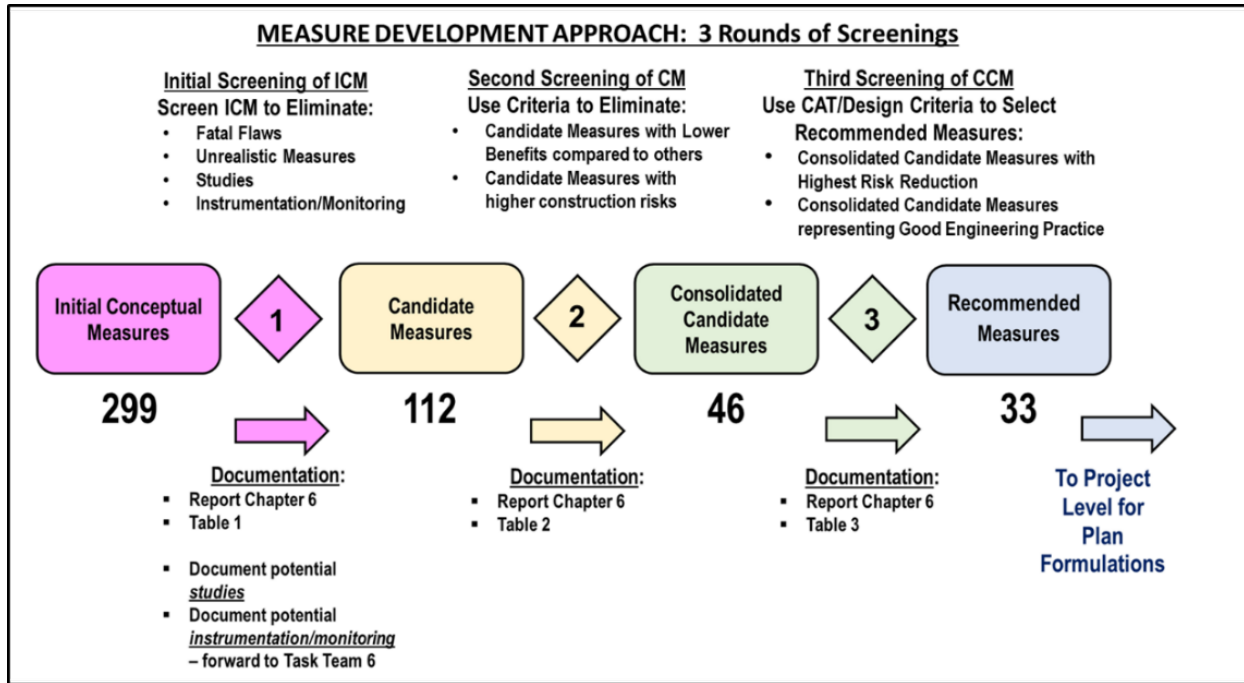 MEASURE DEVELOPMENT APPROACH: 3 Rounds of Screenings
Initial Screening of ICM
Screen ICM to Eliminate:
• Fatal Flaws
• Unrealistic Measures
• Studies
• Instrumentation/Monitoring
Second Screening of CM
Use Criteria to Eliminate:
• Candidate Measures with Lower
Benefits compared to others
• Candidate Measures with
higher construction risks
Third Screening of CCM
Use CAT/Design Criteria to Select
Recommended Measures:
• Consolidated Candidate Measures with
Highest Risk Reduction
• Consolidated Candidate Measures
representing Good Engineering Practice
Initial Conceptual
Measures
1
Candidate
Measures
2
Consolidated
Candidate
Measures
3
Recommended
Measures
299
112
46
33
Documentation:
▪ Report Chapter 6
▪ Table 1
▪ Document potential
studies
▪ Document potential
instrumentation/monitoring
– forward to Task Team 6
Documentation:
▪ Report Chapter 6
▪ Table 2
Documentation:
▪ Report Chapter 6
▪ Table 3
To Project
Level for
Plan
Formulations